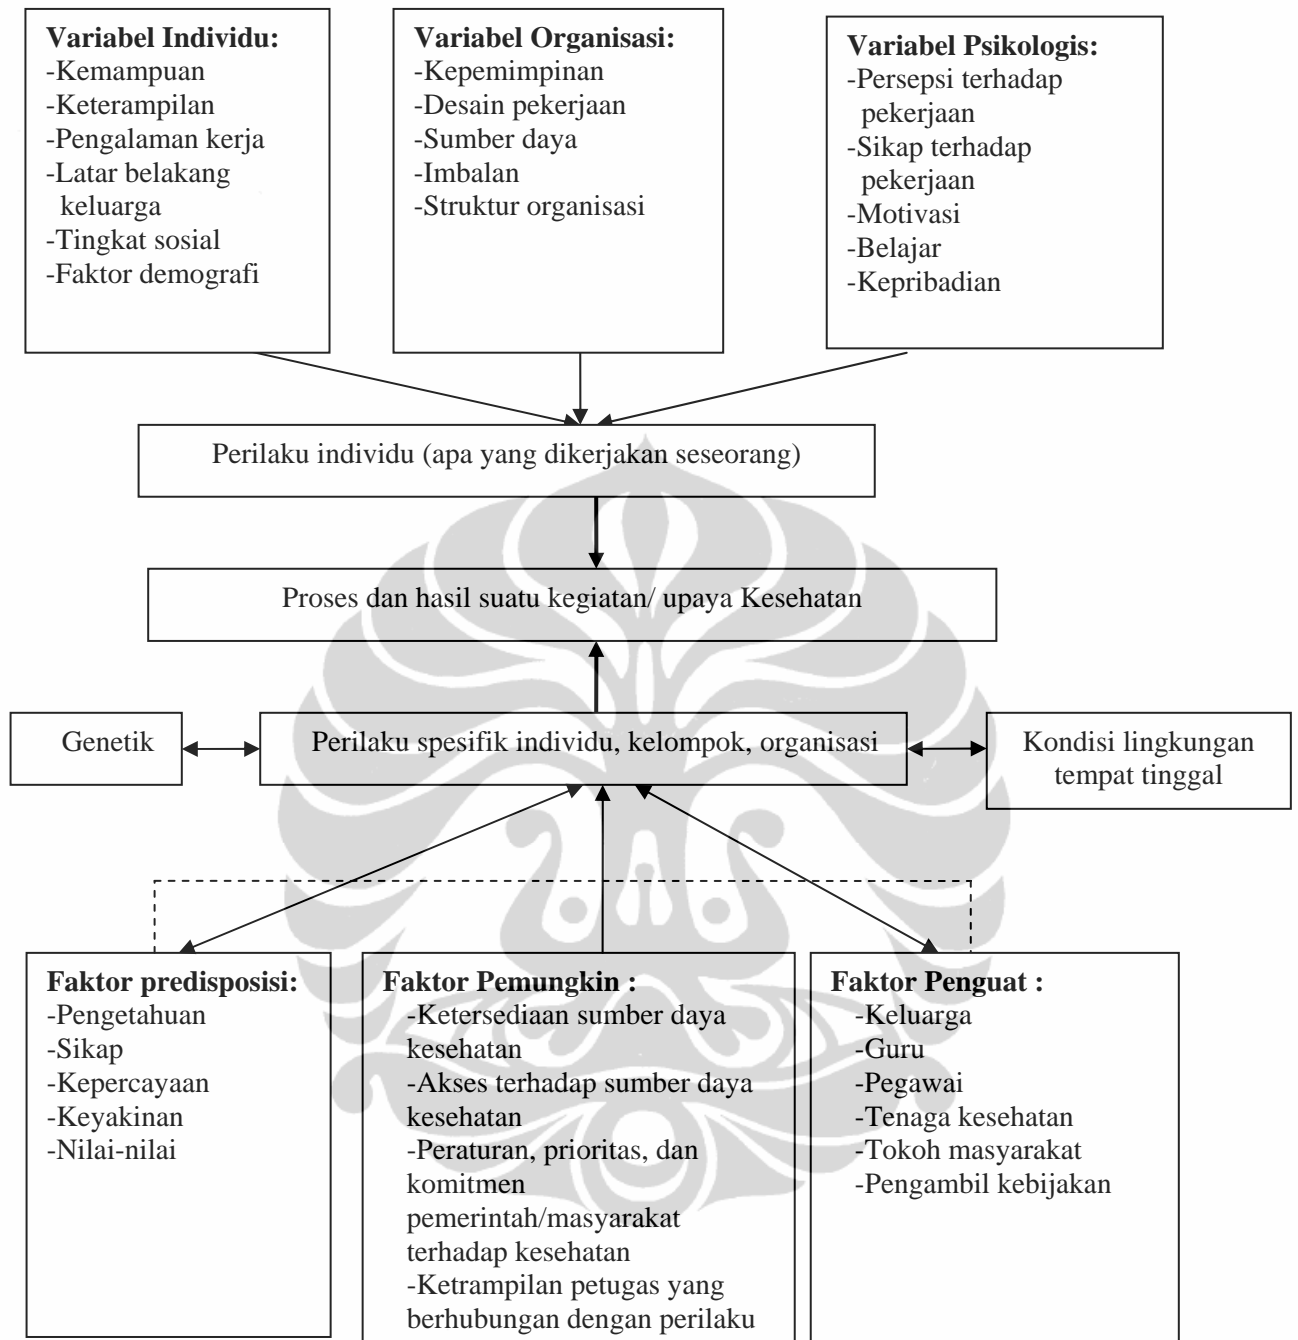 Variabel Individu:
-Kemampuan
-Keterampilan
-Pengalaman kerja
-Latar belakang
keluarga
-Tingkat sosial
-Faktor demografi
Variabel Organisasi:
-Kepemimpinan
-Desain pekerjaan
-Sumber daya
-Imbalan
-Struktur organisasi
Variabel Psikologis:
-Persepsi terhadap
pekerjaan
-Sikap terhadap
pekerjaan
-Motivasi
-Belajar
-Kepribadian
Perilaku individu (apa yang dikerjakan seseorang)
Proses dan hasil suatu kegiatan/ upaya Kesehatan
Genetik
Perilaku spesifik individu, kelompok, organisasi
Kondisi lingkungan
tempat tinggal
Faktor predisposisi:
-Pengetahuan
-Sikap
-Kepercayaan
-Keyakinan
-Nilai-nilai
Faktor Pemungkin :
-Ketersediaan sumber daya
kesehatan
-Akses terhadap sumber daya
kesehatan
-Peraturan, prioritas, dan
komitmen
pemerintah/masyarakat
terhadap kesehatan
-Ketrampilan petugas yang
berhubungan dengan perilaku
Faktor Penguat :
-Keluarga
-Guru
-Pegawai
-Tenaga kesehatan
-Tokoh masyarakat
-Pengambil kebijakan